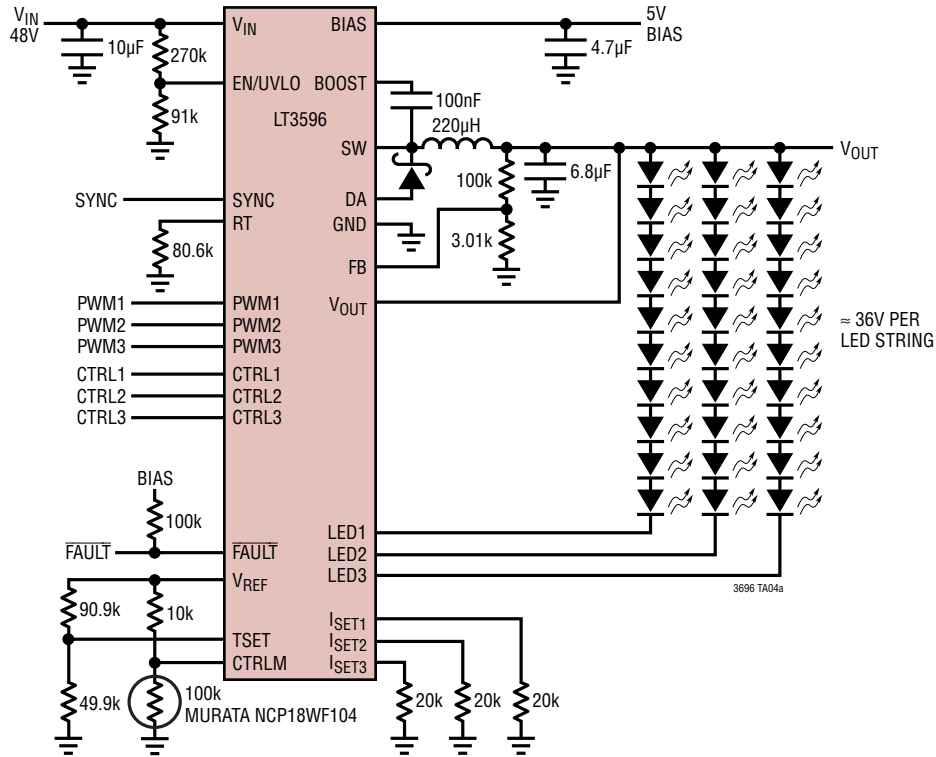 VIN
48V
10µF
270k
91k
VIN
EN/UVLO
LT3596
BIAS
BOOST
5V
BIAS
4.7µF
100nF
220µH
SW
DA
GND
FB
VOUT
100k
3.01k
6.8µF
VOUT
≈ 36V PER
LED STRING
SYNC
SYNC
RT
80.6k
PWM1
PWM2
PWM3
CTRL1
CTRL2
CTRL3
PWM1
PWM2
PWM3
CTRL1
CTRL2
CTRL3
BIAS
100k
FAULT
FAULT
VREF
90.9k
10k
TSET
CTRLM
49.9k
100k
MURATA NCP18WF104
LED1
LED2
LED3
3696 TA04a
ISET1
ISET2
ISET3
20k
20k
20k